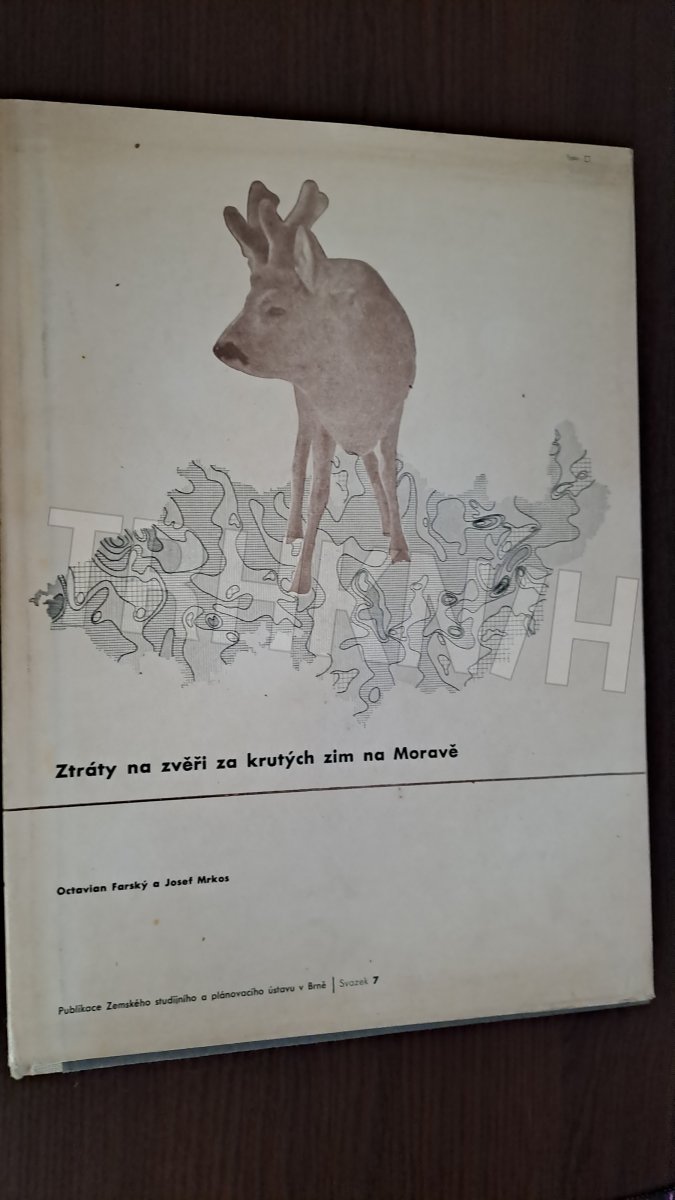 Ztráty na zvěři za krutých zim na Moravě
Octavian Farský a Josef Mrkos
Publikace Zemského studijního a plánovacího ústavu v Brně | Svazek 7